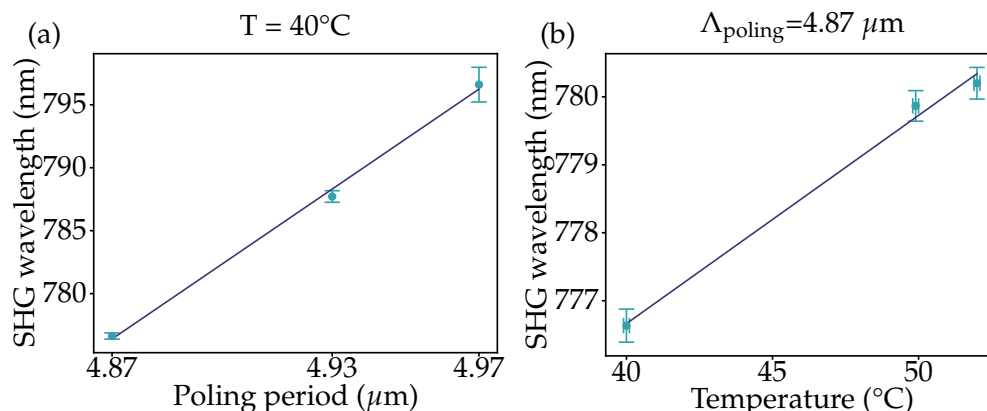 (a)
T = 40°C
SHG wavelength (nm)
795
790
785
780
4.87
4.93
4.97
Poling period (μm)
(b)
Λpoling=4.87 μm
SHG wavelength (nm)
780
779
778
777
40
45
50
Temperature (°C)